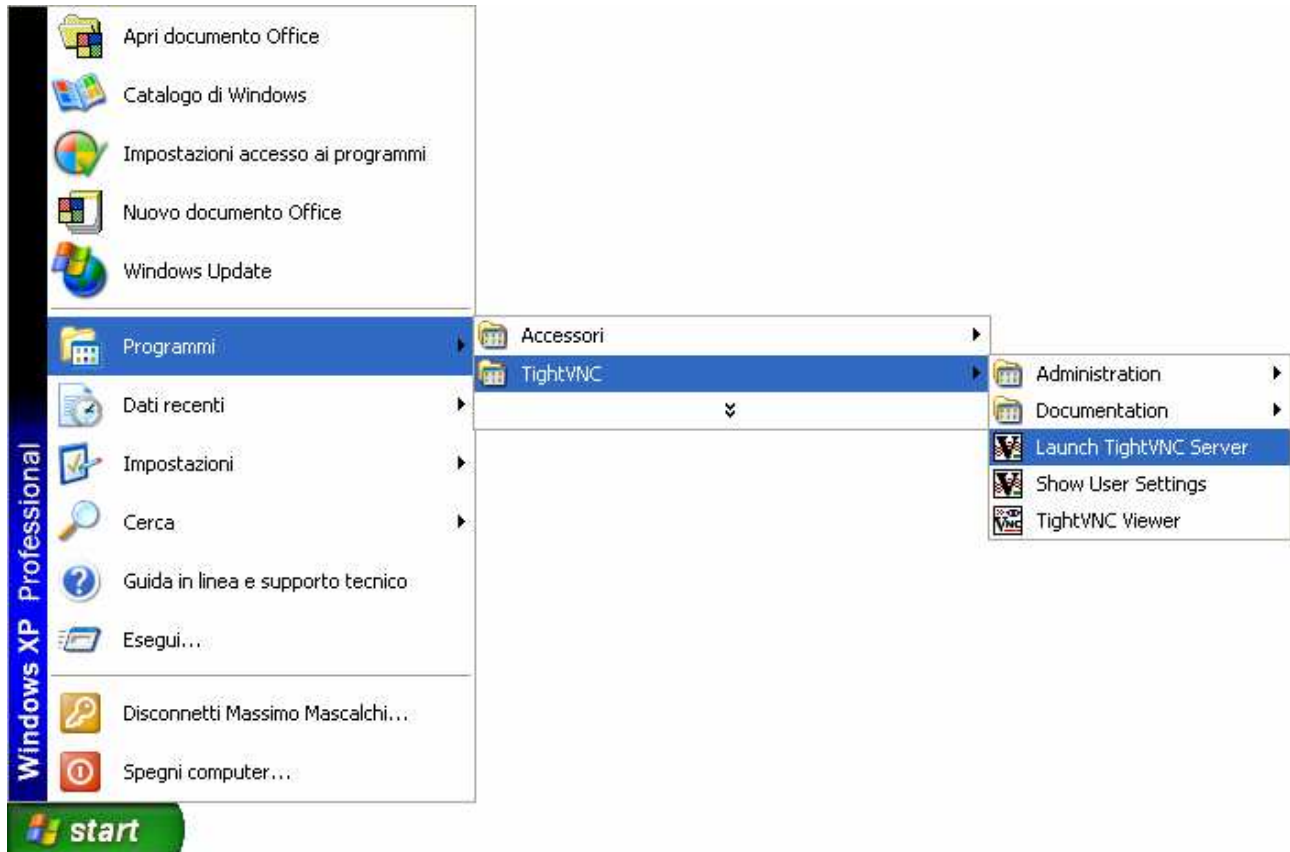 Apri documento Office
Catalogo di Windows
Impostazioni accesso ai programmi
Nuovo documento Office
Windows Update
Programmi
Dati recenti
Impostazioni
Cerca
Guida in linea e supporto tecnico
Esegui...
Disconnetti Massimo Mascalchi...
Spegni computer...
Windows XP Professional
start
Accessori
TightVNC
Administration
Documentation
Launch TightVNC Server
Show User Settings
TightVNC Viewer